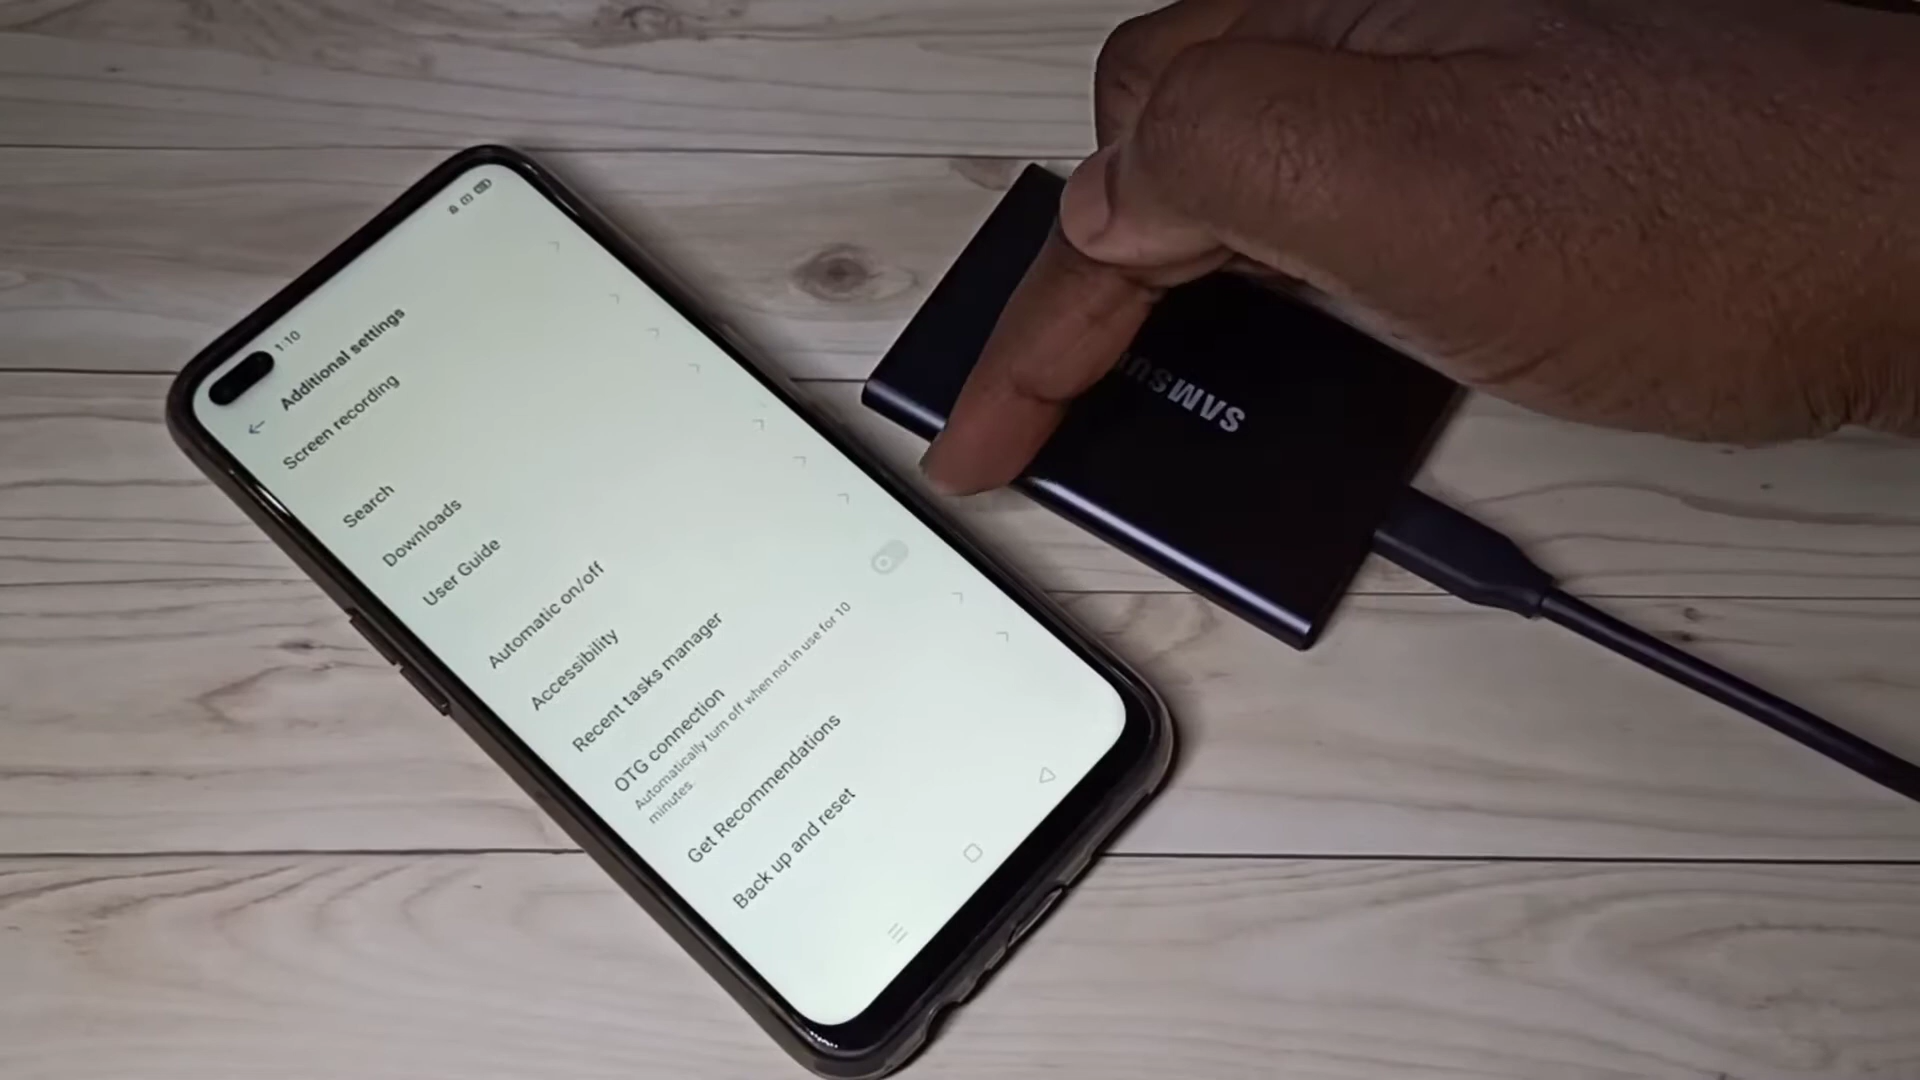 1:10
Additional settings
Screen recording
Search
Downloads
User Guide
Automatic on/off
Accessibility
Recent tasks manager
OTG connection
Automatically turn off when not in use for 10
minutes.
Get Recommendations
Back up and reset
SAMSU